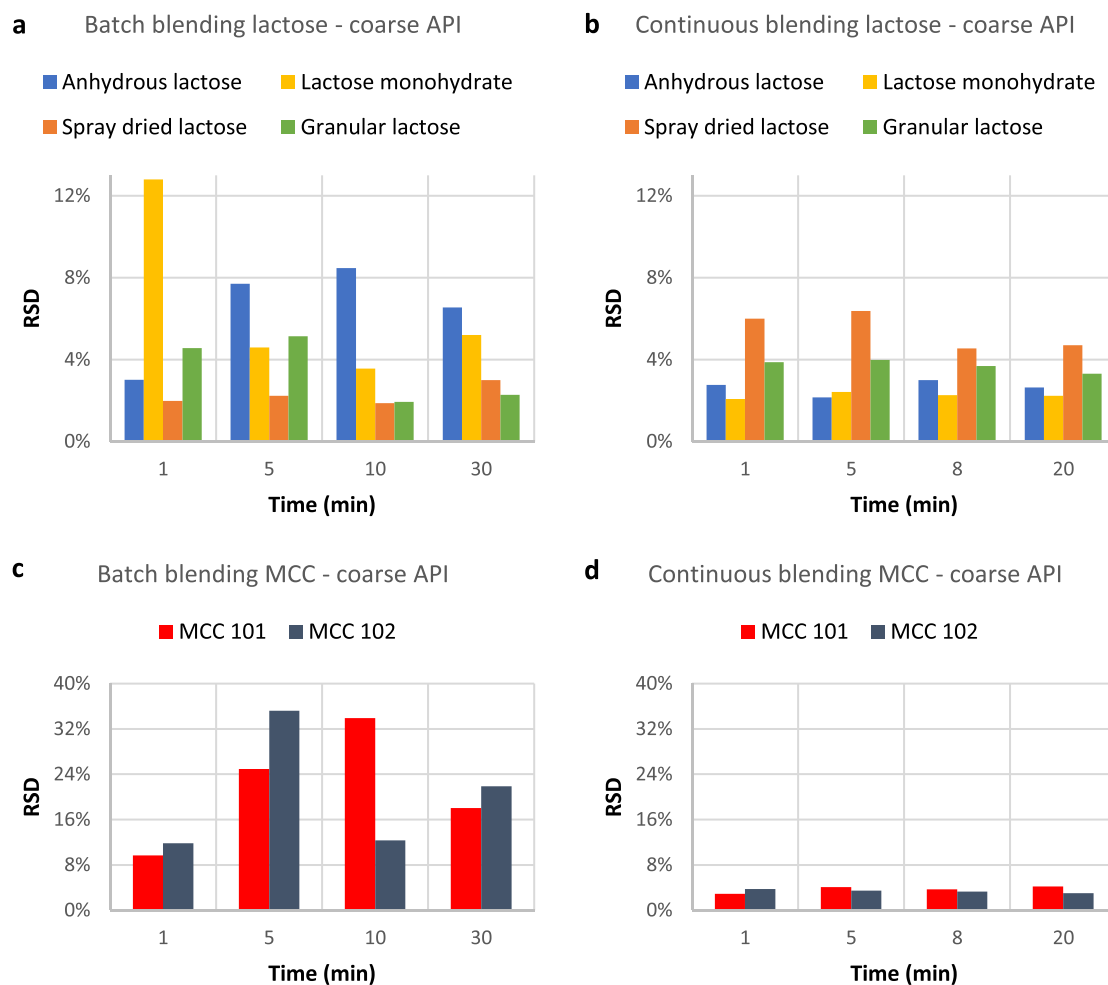 a Batch blending lactose - coarse API
Anhydrous lactose Lactose monohydrate
Spray dried lactose Granular lactose
12%
8%
4%
0%
RSD
1 5 10 30
Time (min)
b Continuous blending lactose - coarse API
Anhydrous lactose Lactose monohydrate
Spray dried lactose Granular lactose
12%
8%
4%
0%
RSD
1 5 8 20
Time (min)
c Batch blending MCC - coarse API
MCC 101 MCC 102
40%
32%
24%
16%
8%
0%
RSD
1 5 10 30
Time (min)
d Continuous blending MCC - coarse API
MCC 101 MCC 102
40%
32%
24%
16%
8%
0%
RSD
1 5 8 20
Time (min)